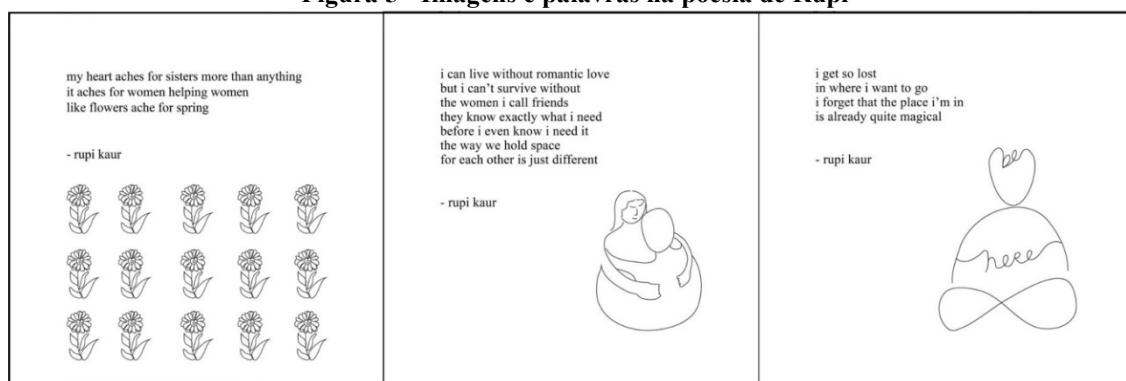 Figura 3 - Imagens e palavras na poesia de Rupi
my heart aches for sisters more than anything
it aches for women helping women
like flowers ache for spring
- rupi kaur
i can live without romantic love
but i can't survive without
the women i call friends
they know exactly what i need
before i even know i need it
the way we hold space
for each other is just different
- rupi kaur
i get so lost
in where i want to go
i forget that the place i'm in
is already quite magical
- rupi kaur
be
here